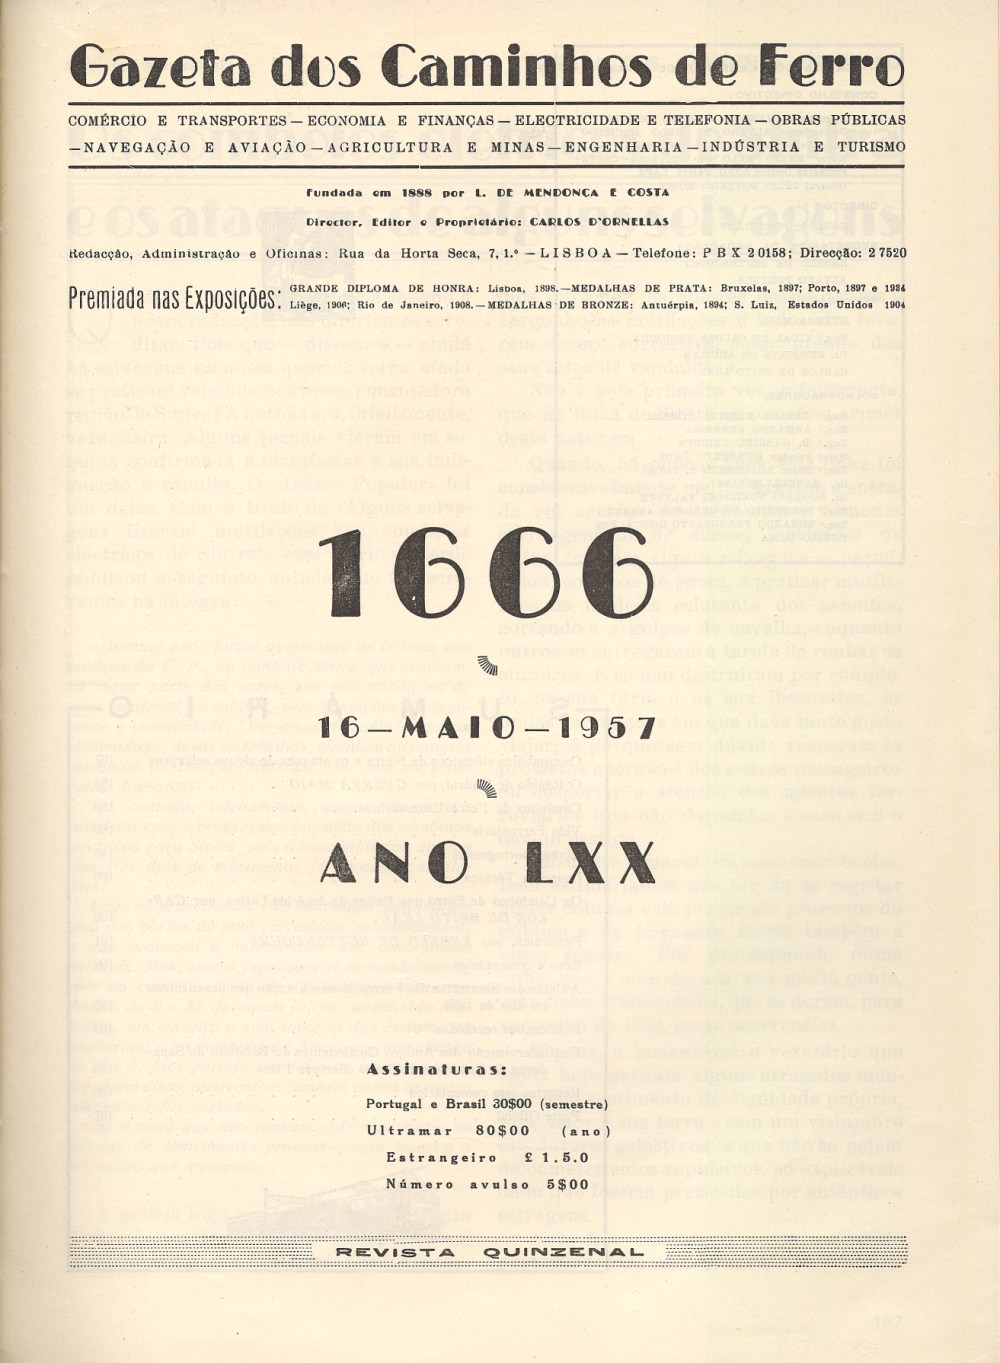 Gazeta dos Caminhos de Ferro
COMÉRCIO E TRANSPORTES — ECONOMIA E FINANÇAS — ELECTRICIDADE E TELEFONIA — OBRAS PÚBLICAS
—NAVEGAÇÃO E AVIAÇÃO — AGRICULTURA E MINAS — ENGENHARIA — INDÚSTRIA E TURISMO
Fundada em 1888 por L. DE MENDONCA E COSTA
Director, Editor e Proprietário: CARLOS D'ORNELLAS
Redacção, Administração e Oficinas: Rua da Horta Seca, 7, 1.º — LISBOA — Telefone: PBX 20158; Direcção: 27520
Premiada nas Exposições:
GRANDE DIPLOMA DE HONRA: Lisboa, 1898. — MEDALHAS DE PRATA: Bruxelas, 1897; Porto, 1897 e 1934
Liège, 1906; Rio de Janeiro, 1908. — MEDALHAS DE BRONZE: Antuérpia, 1894; S. Luiz, Estados Unidos 1904
1666
16—MAIO—1957
ANO LXX
Assinaturas:
Portugal e Brasil 30$00 (semestre)
Ultramar 80$00 (ano)
Estrangeiro £ 1.5.0
Número avulso 5$00
REVISTA QUINZENAL